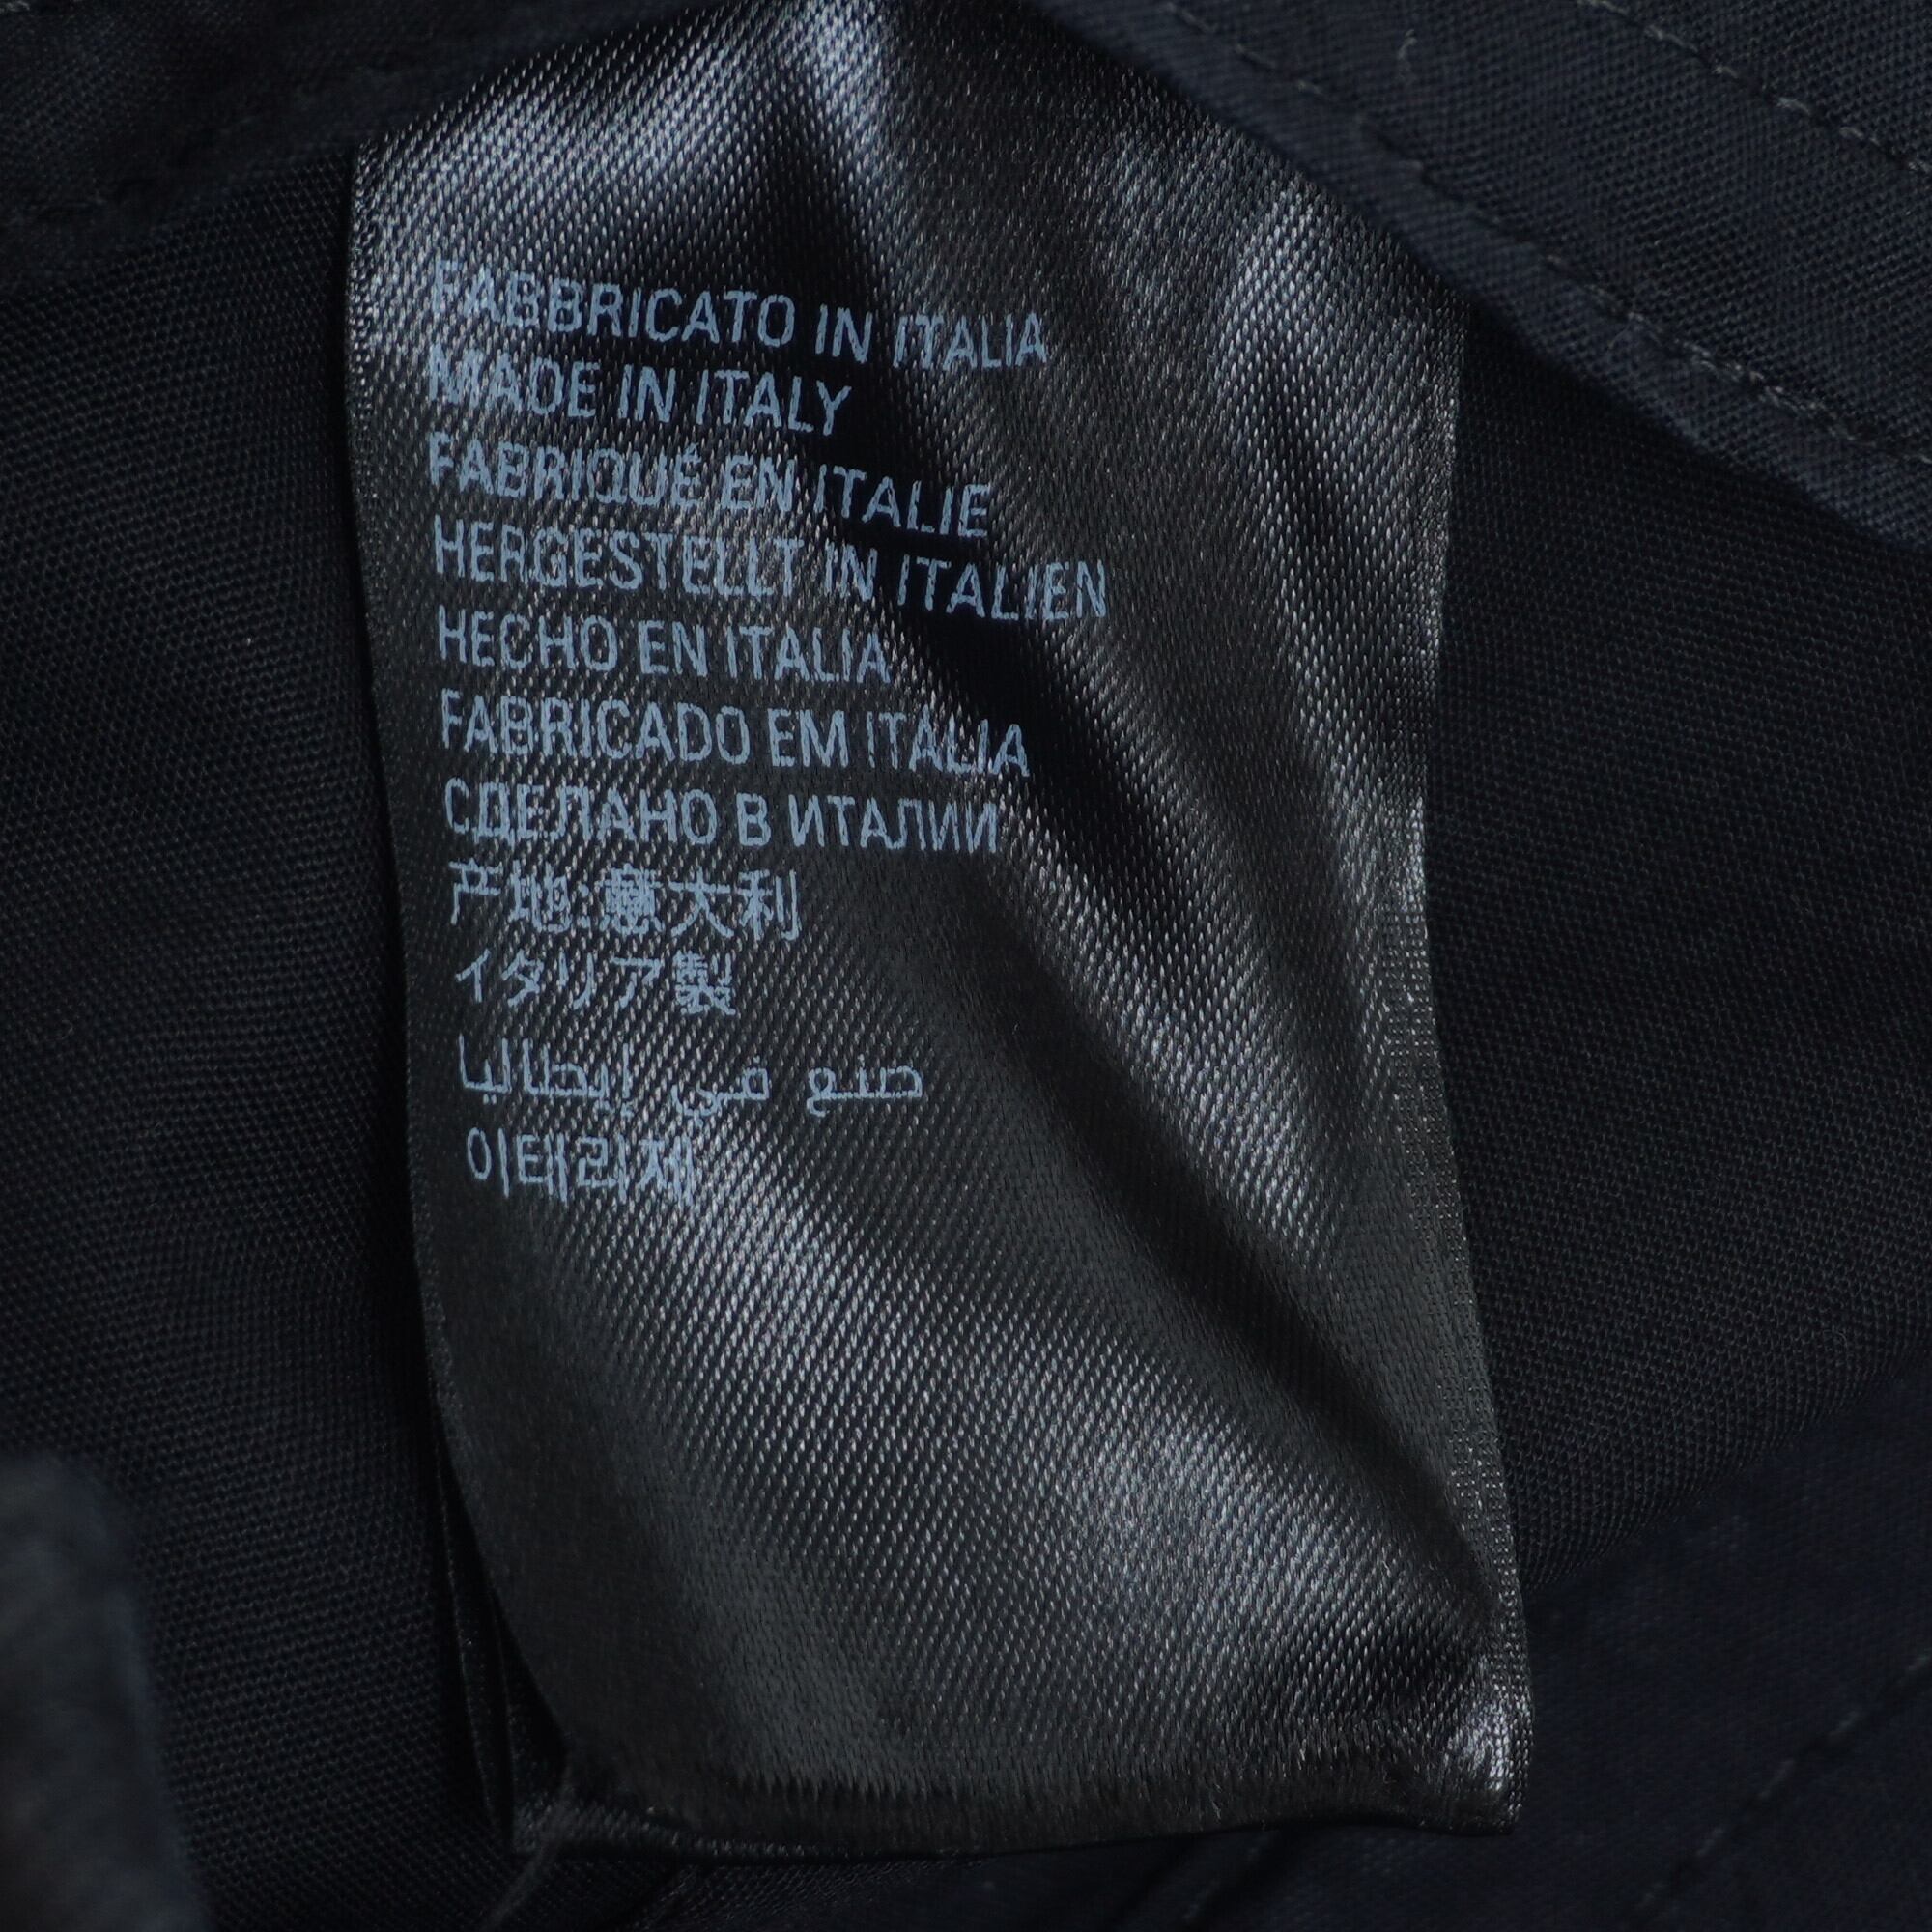 FABBRICATO IN ITALIA
MADE IN ITALY
FABRIQUÉ EN ITALIE
HERGESTELLT IN ITALIEN
HECHO EN ITALIA
FABRICADO EM ITÁLIA
СДЕЛАНО В ИТАЛИИ
产地:意大利
イタリア製
صنع في إيطاليا
이태리제